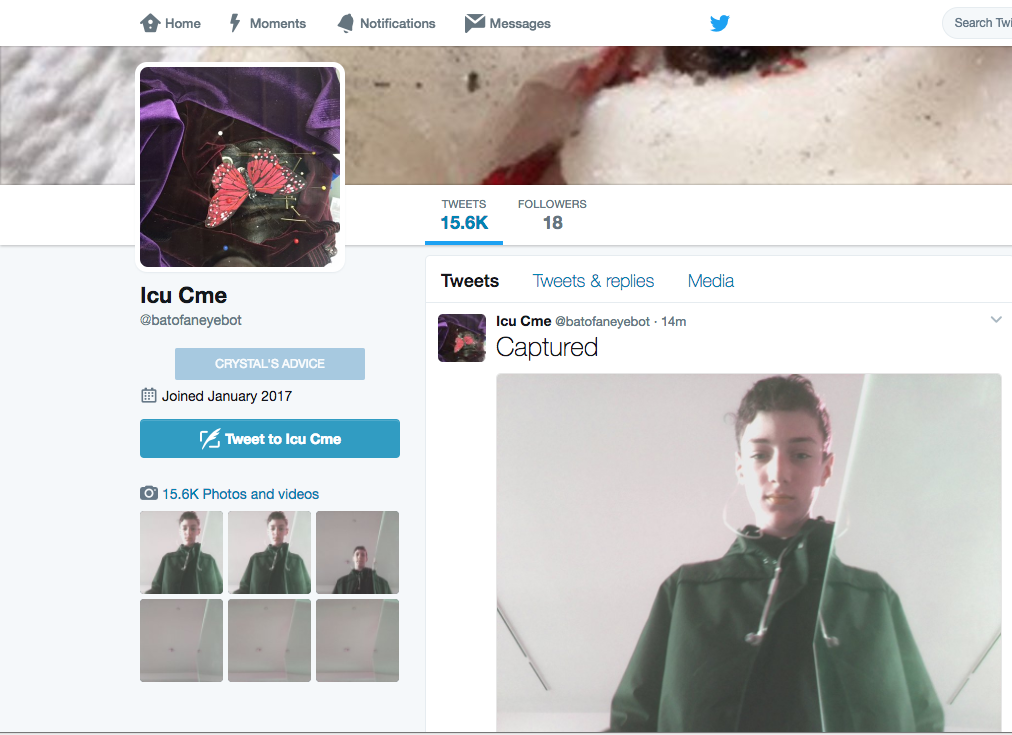 Home Moments Notifications Messages Search Twi
TWEETS FOLLOWERS
15.6K 18
Tweets Tweets & replies Media
Icu Cme
@batofaneyebot
CRYSTAL'S ADVICE
Joined January 2017
Tweet to Icu Cme
15.6K Photos and videos
Icu Cme @batofaneyebot · 14m
Captured